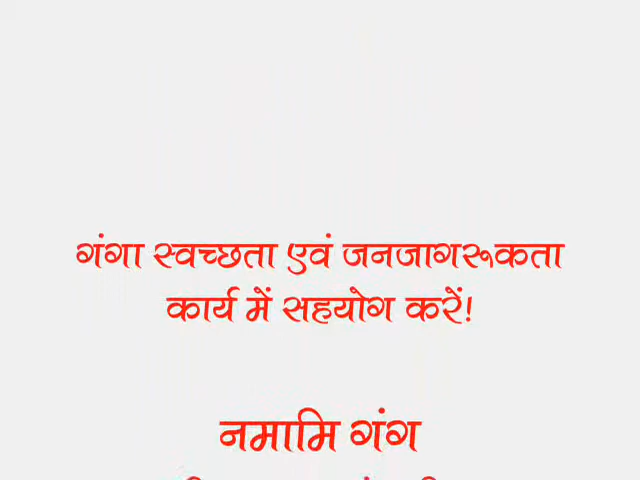 गंगा स्वच्छता एवं जनजागरूकता
कार्य में सहयोग करें!
नमामि गंग